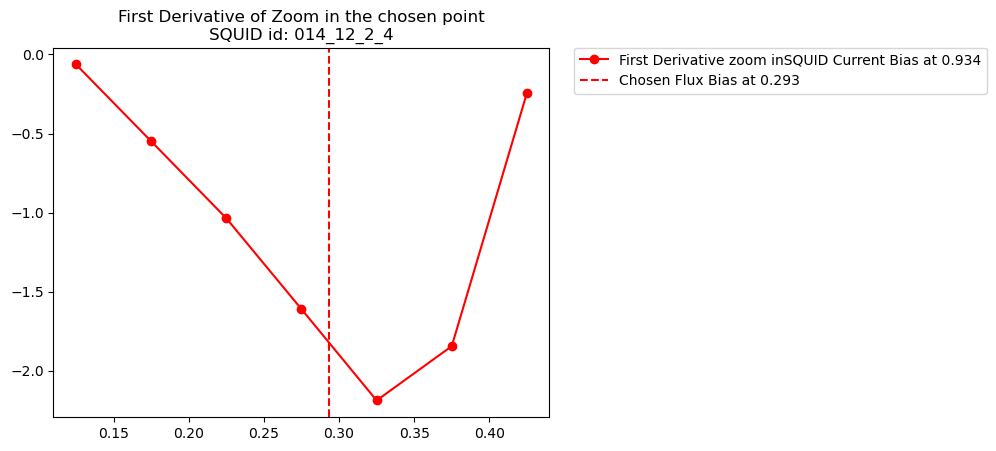 First Derivative of Zoom in the chosen point
SQUID id: 014_12_2_4
First Derivative zoom inSQUID Current Bias at 0.934
Chosen Flux Bias at 0.293
0.0
−0.5
−1.0
−1.5
−2.0
0.15 0.20 0.25 0.30 0.35 0.40